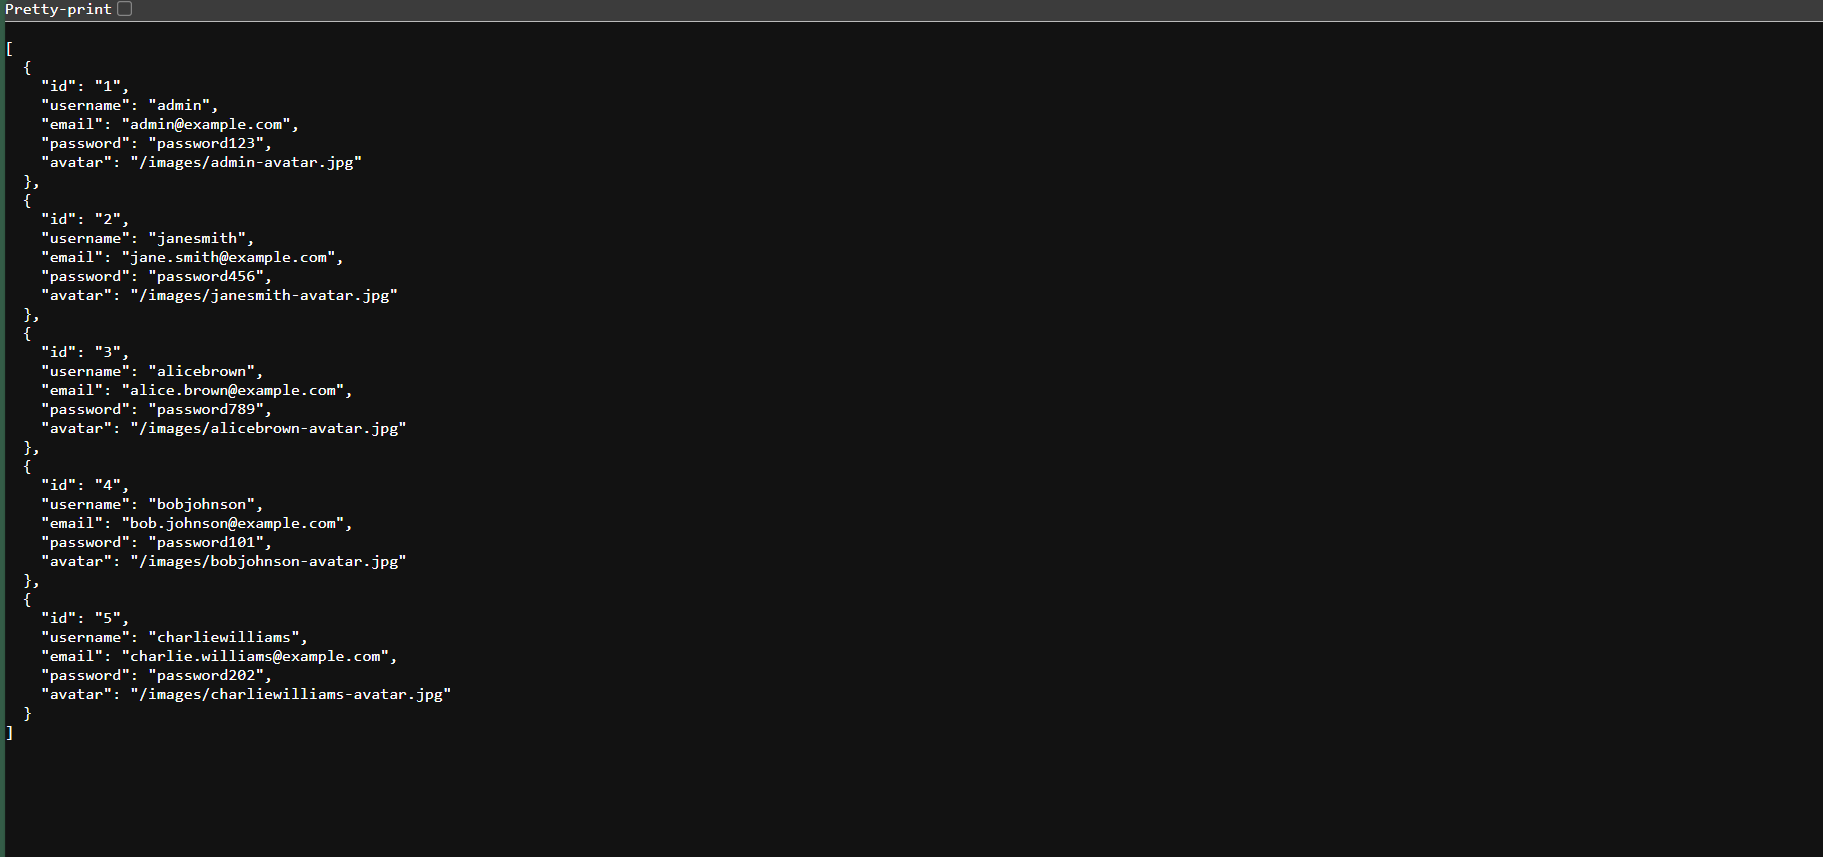 Pretty-print
[
  {
    "id": "1",
    "username": "admin",
    "email": "admin@example.com",
    "password": "password123",
    "avatar": "/images/admin-avatar.jpg"
  },
  {
    "id": "2",
    "username": "janesmith",
    "email": "jane.smith@example.com",
    "password": "password456",
    "avatar": "/images/janesmith-avatar.jpg"
  },
  {
    "id": "3",
    "username": "alicebrown",
    "email": "alice.brown@example.com",
    "password": "password789",
    "avatar": "/images/alicebrown-avatar.jpg"
  },
  {
    "id": "4",
    "username": "bobjohnson",
    "email": "bob.johnson@example.com",
    "password": "password101",
    "avatar": "/images/bobjohnson-avatar.jpg"
  },
  {
    "id": "5",
    "username": "charliewilliams",
    "email": "charlie.williams@example.com",
    "password": "password202",
    "avatar": "/images/charliewilliams-avatar.jpg"
  }
]